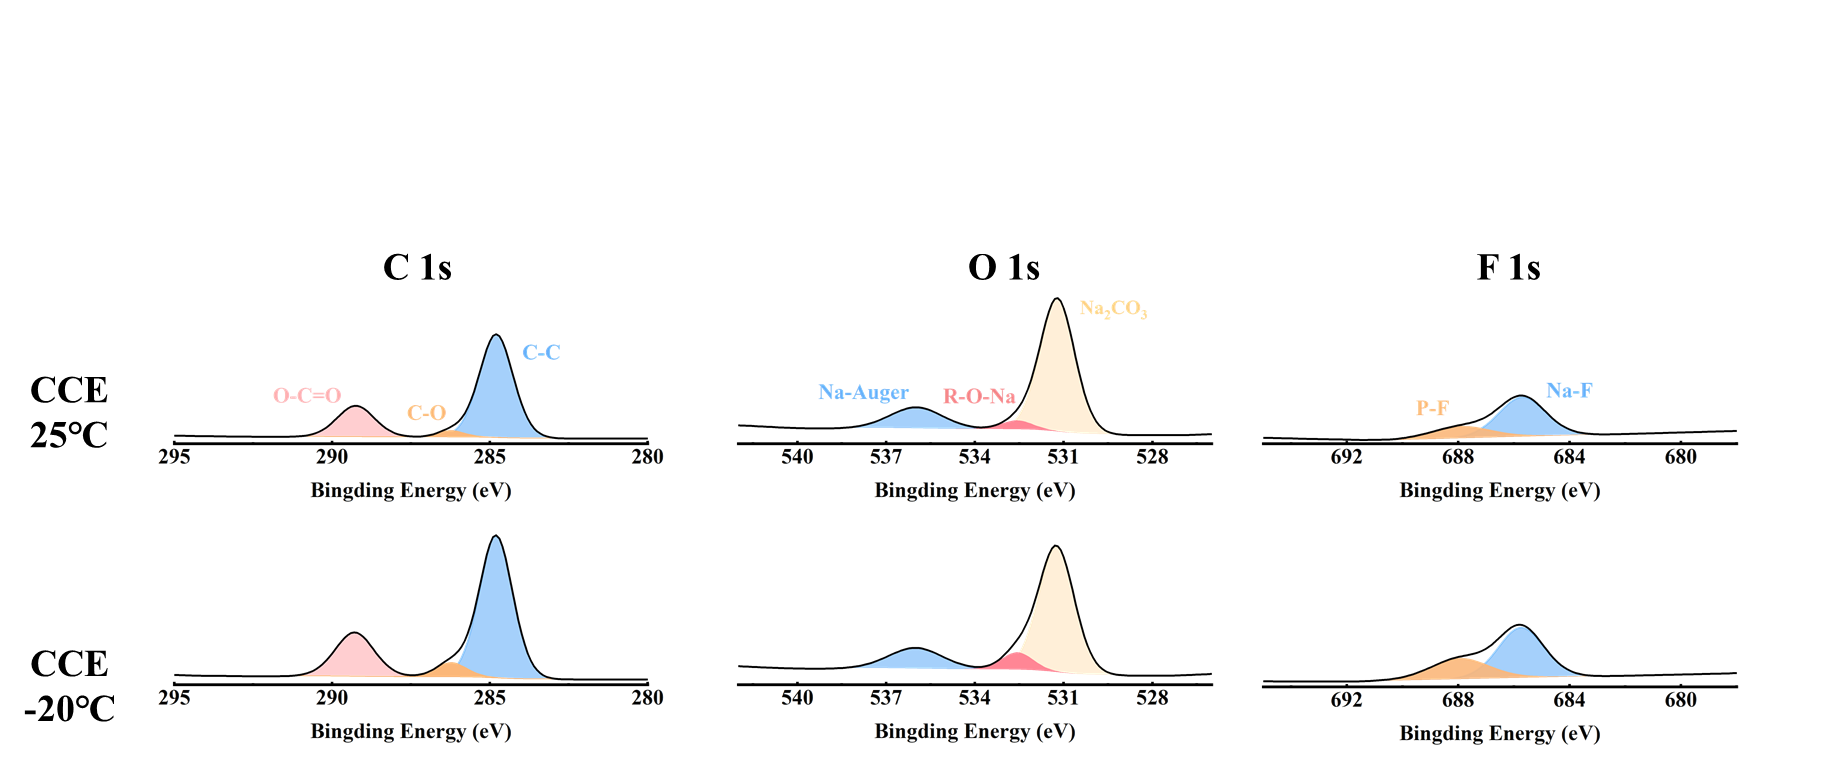 C 1s
O 1s
F 1s
CCE
25℃
O-C=O
C-O
C-C
295 290 285 280
Bingding Energy (eV)
Na-Auger
R-O-Na
Na₂CO₃
540 537 534 531 528
Bingding Energy (eV)
P-F
Na-F
692 688 684 680
Bingding Energy (eV)
CCE
-20℃
295 290 285 280
Bingding Energy (eV)
540 537 534 531 528
Bingding Energy (eV)
692 688 684 680
Bingding Energy (eV)